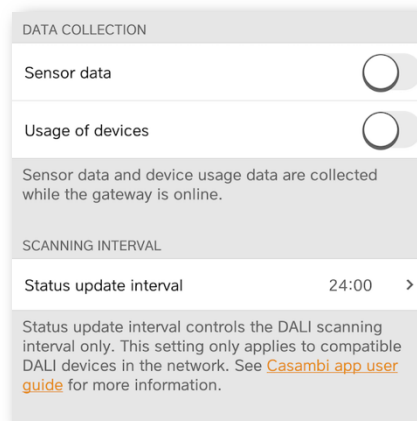 DATA COLLECTION
Sensor data
Usage of devices
Sensor data and device usage data are collected
while the gateway is online.
SCANNING INTERVAL
Status update interval 24:00 >
Status update interval controls the DALI scanning
interval only. This setting only applies to compatible
DALI devices in the network. See Casambi app user
guide for more information.